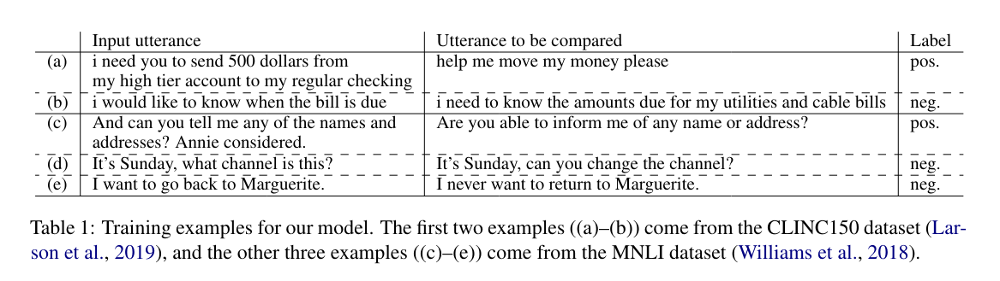 Input utterance Utterance to be compared Label
(a) i need you to send 500 dollars from help me move my money please pos.
my high tier account to my regular checking
(b) i would like to know when the bill is due i need to know the amounts due for my utilities and cable bills neg.
(c) And can you tell me any of the names and Are you able to inform me of any name or address? pos.
addresses? Annie considered.
(d) It's Sunday, what channel is this? It's Sunday, can you change the channel? neg.
(e) I want to go back to Marguerite. I never want to return to Marguerite. neg.
Table 1: Training examples for our model. The first two examples ((a)–(b)) come from the CLINC150 dataset (Lar-
son et al., 2019), and the other three examples ((c)–(e)) come from the MNLI dataset (Williams et al., 2018).